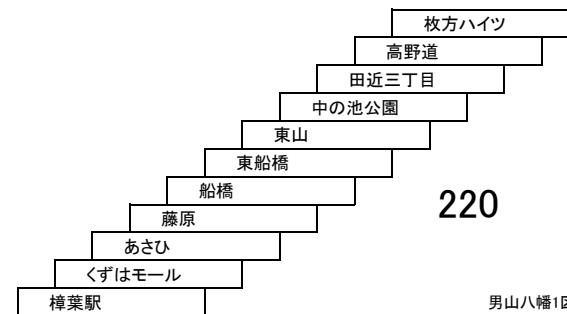 枚方ハイツ
高野道
田近三丁目
中の池公園
東山
東船橋
船橋
220
藤原
あさひ
くずはモール
樟葉駅
男山八幡1区